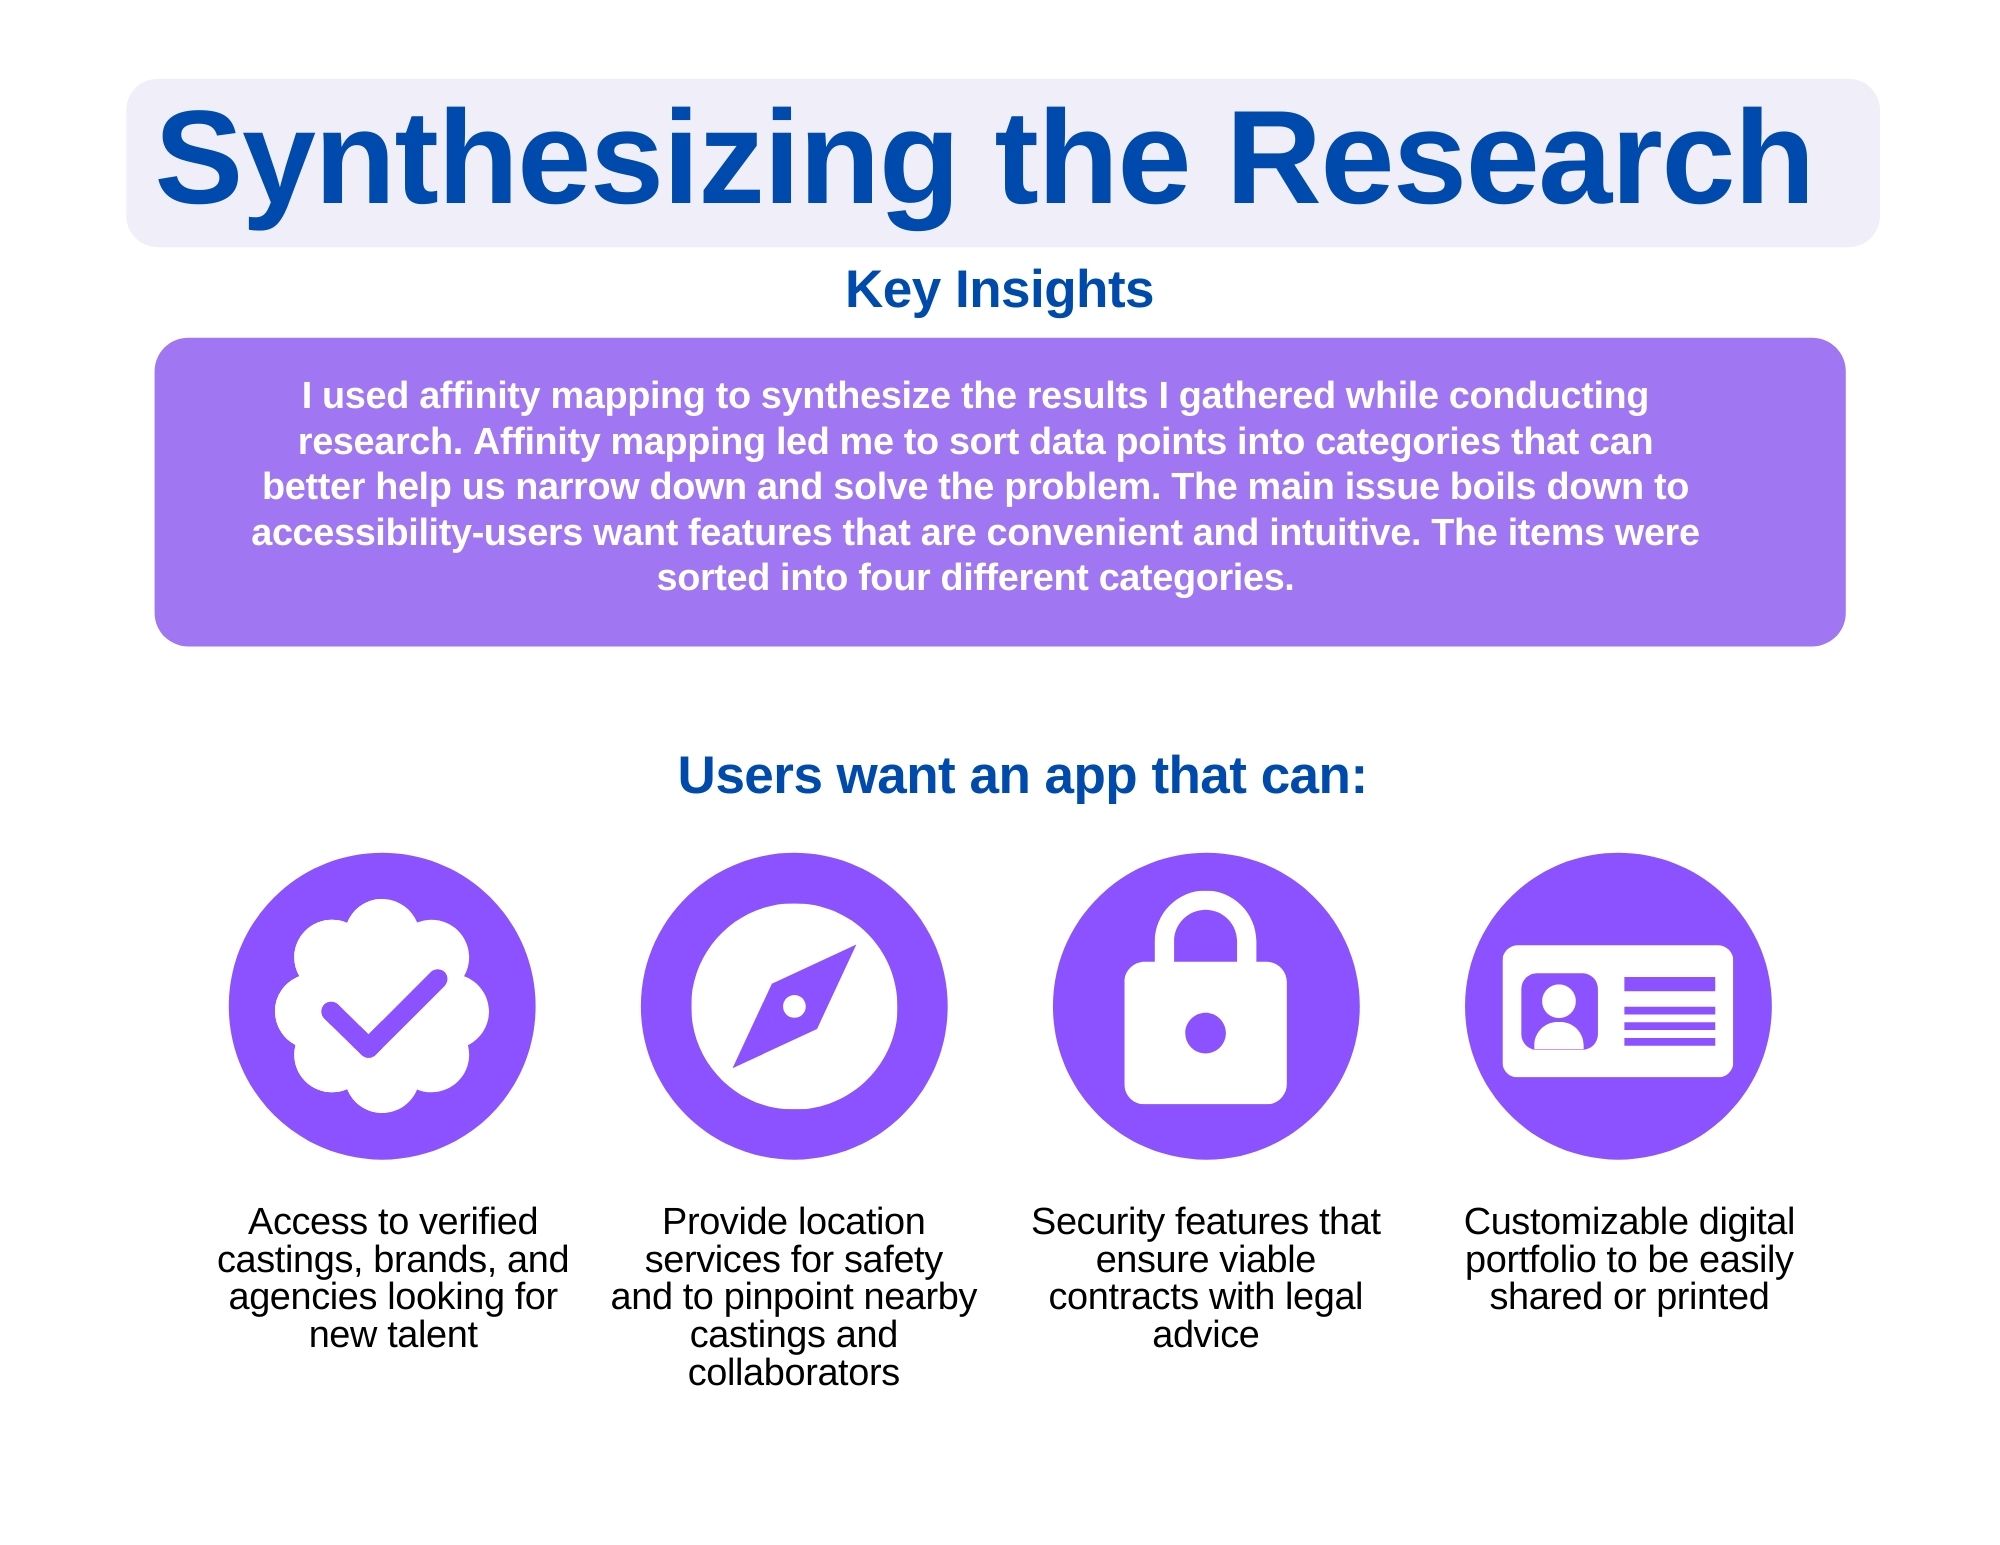 Synthesizing the Research
Key Insights
I used affinity mapping to synthesize the results I gathered while conducting
research. Affinity mapping led me to sort data points into categories that can
better help us narrow down and solve the problem. The main issue boils down to
accessibility-users want features that are convenient and intuitive. The items were
sorted into four different categories.
Users want an app that can:
Access to verified
castings, brands, and
agencies looking for
new talent
Provide location
services for safety
and to pinpoint nearby
castings and
collaborators
Security features that
ensure viable
contracts with legal
advice
Customizable digital
portfolio to be easily
shared or printed